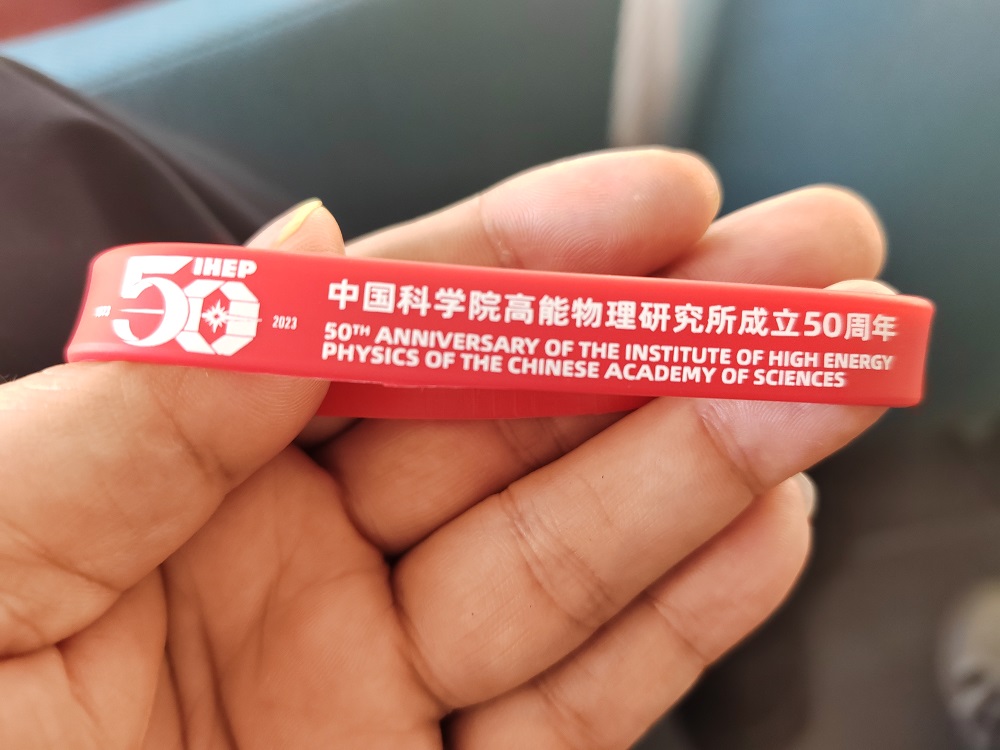 IHEP
50
1973
2023
中国科学院高能物理研究所成立50周年
50TH ANNIVERSARY OF THE INSTITUTE OF HIGH ENERGY
PHYSICS OF THE CHINESE ACADEMY OF SCIENCES